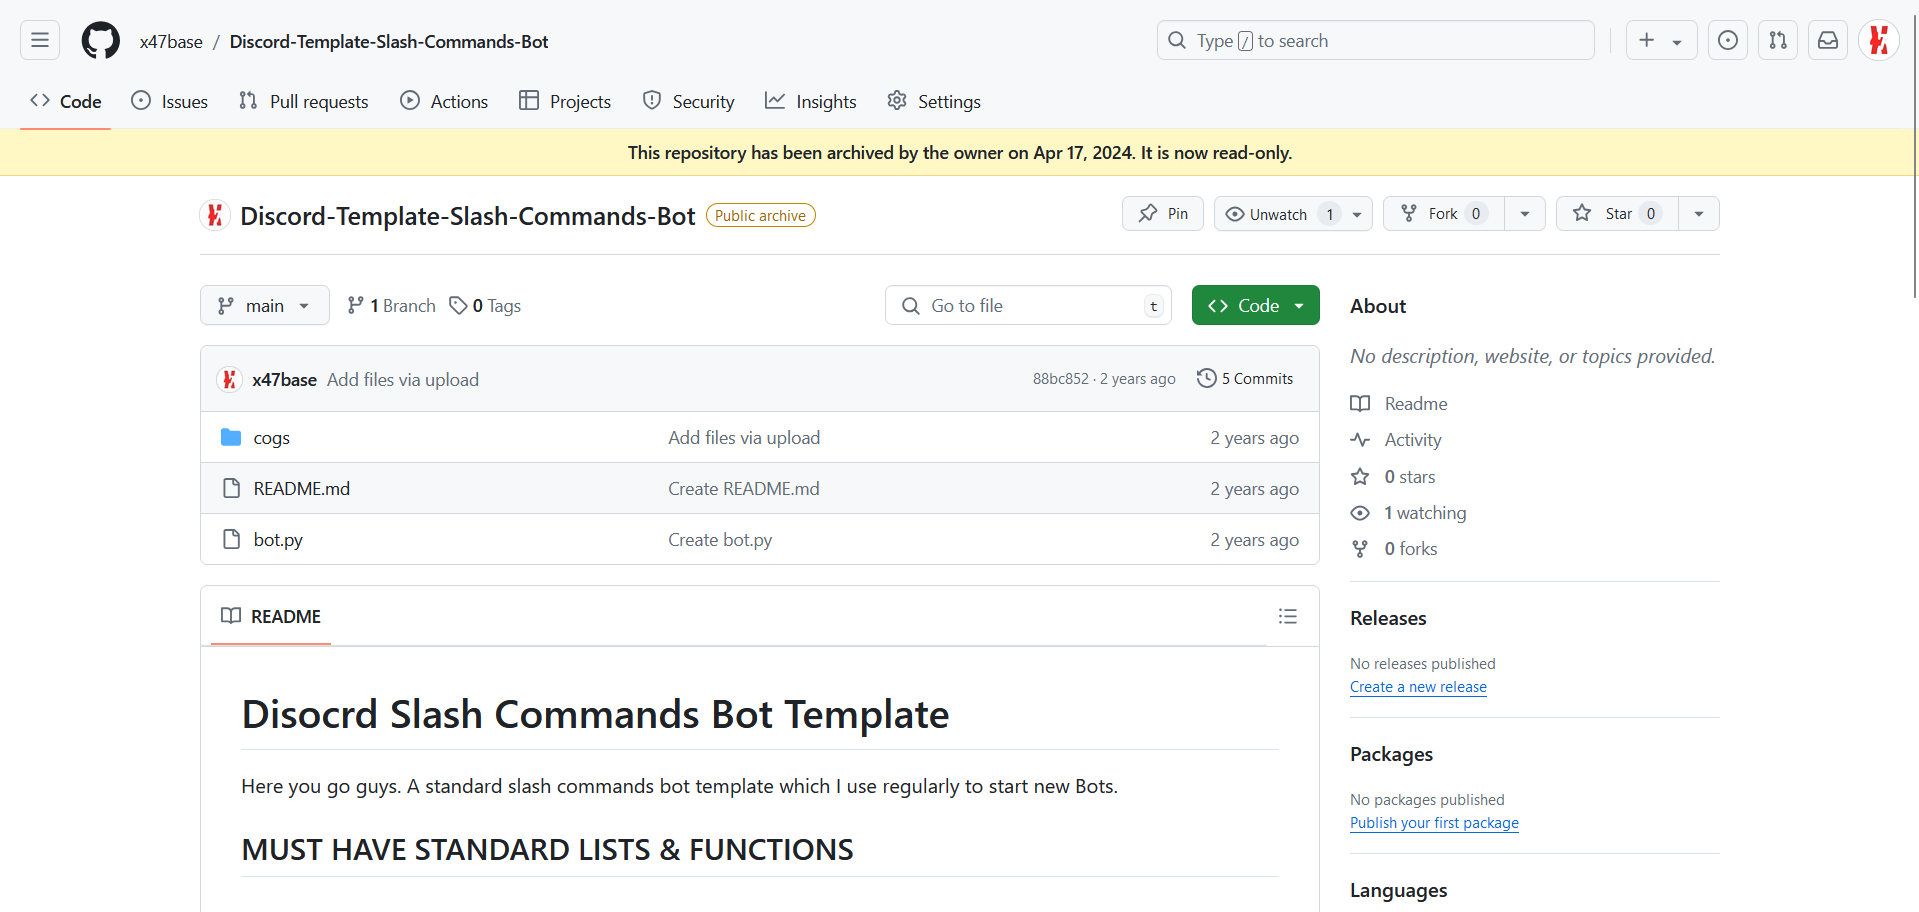 x47base / Discord-Template-Slash-Commands-Bot
Type / to search
Code Issues Pull requests Actions Projects Security Insights Settings
This repository has been archived by the owner on Apr 17, 2024. It is now read-only.
Discord-Template-Slash-Commands-Bot Public archive
Pin Unwatch 1 Fork 0 Star 0
main 1 Branch 0 Tags
Go to file t
Code
x47base Add files via upload 88bc852 · 2 years ago 5 Commits
cogs Add files via upload 2 years ago
README.md Create README.md 2 years ago
bot.py Create bot.py 2 years ago
README
Disocrd Slash Commands Bot Template
Here you go guys. A standard slash commands bot template which I use regularly to start new Bots.
MUST HAVE STANDARD LISTS & FUNCTIONS
About
No description, website, or topics provided.
Readme
Activity
0 stars
1 watching
0 forks
Releases
No releases published
Create a new release
Packages
No packages published
Publish your first package
Languages